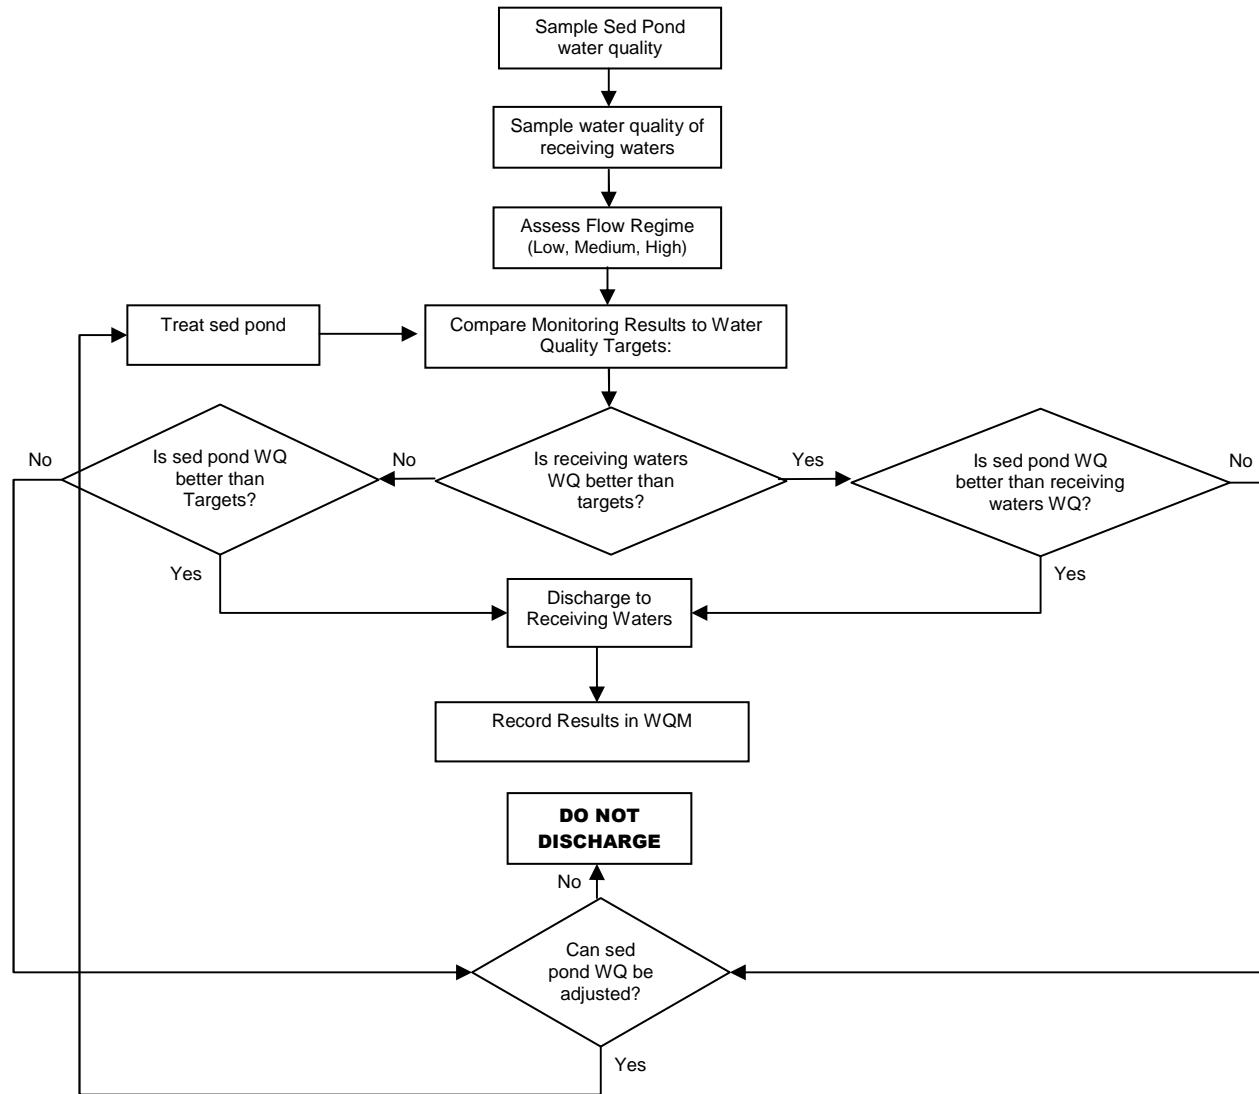 Sample Sed Pond
water quality
Sample water quality of
receiving waters
Assess Flow Regime
(Low, Medium, High)
Treat sed pond
Compare Monitoring Results to Water
Quality Targets:
No
Is sed pond WQ
better than
Targets?
No
Is receiving waters
WQ better than
targets?
Yes
Is sed pond WQ
better than receiving
waters WQ?
No
Yes
Yes
Discharge to
Receiving Waters
Record Results in WQM
DO NOT
DISCHARGE
No
Can sed
pond WQ be
adjusted?
Yes